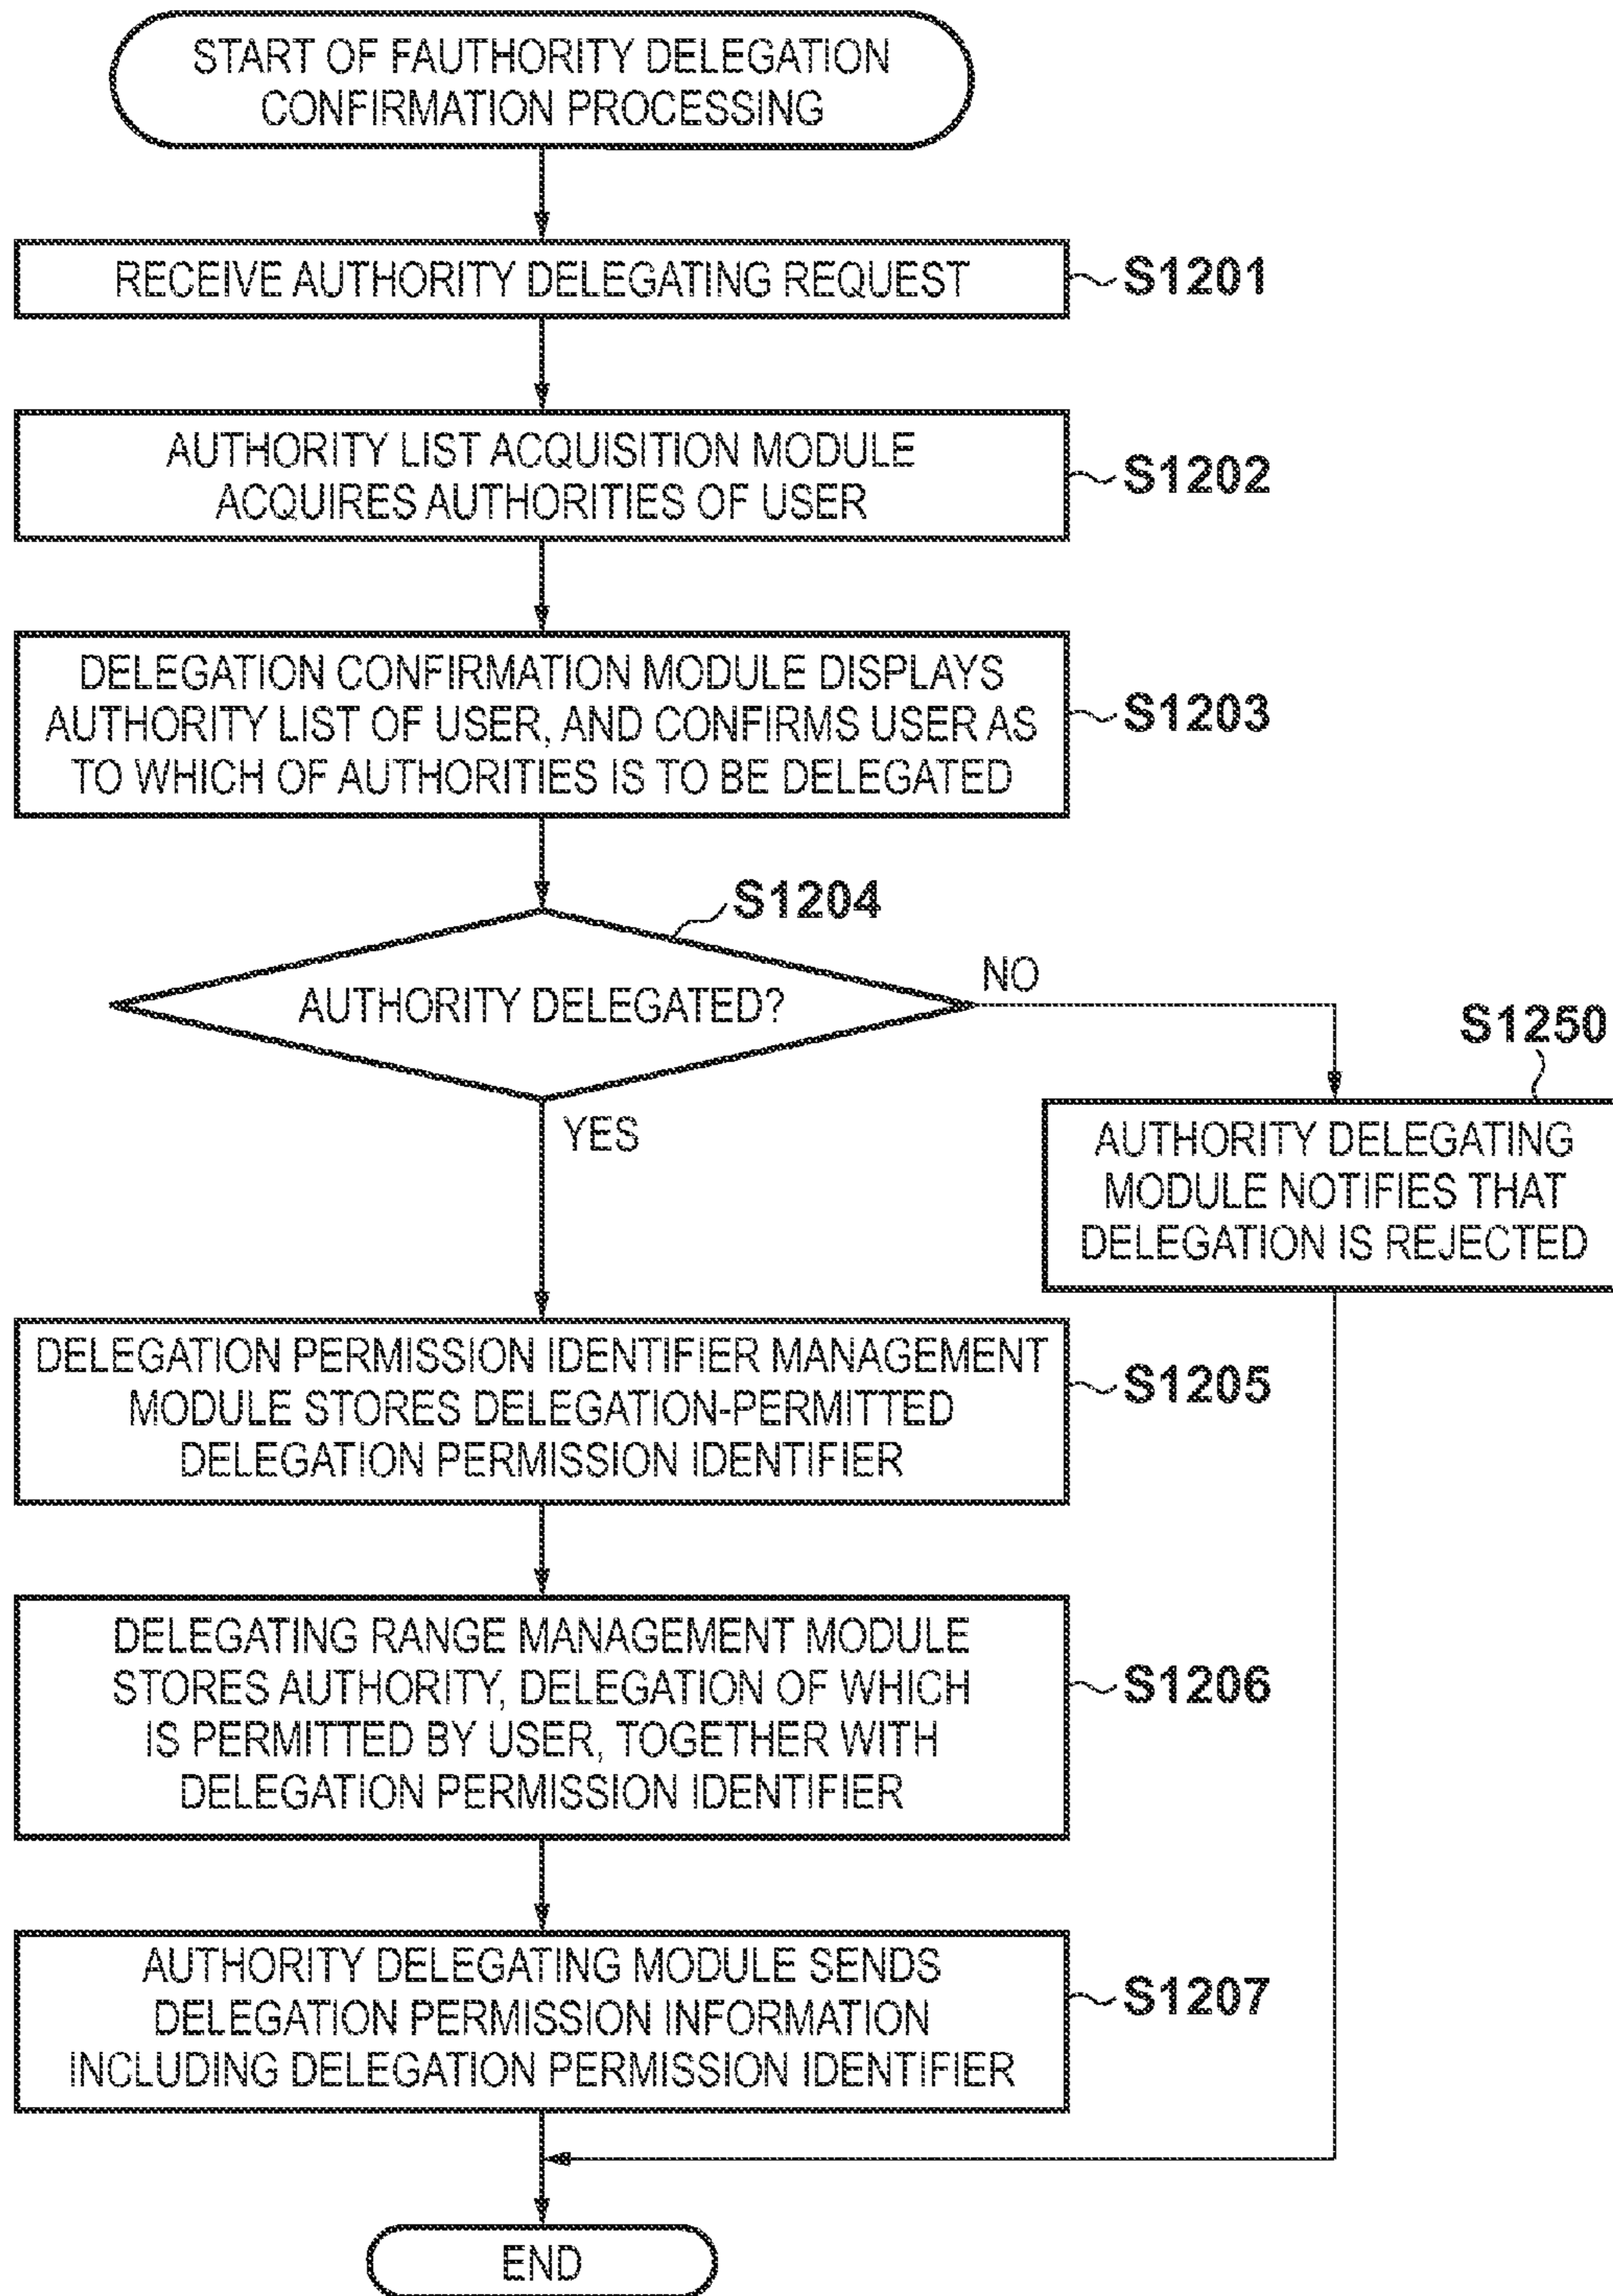 START OF FAUTHORITY DELEGATION
CONFIRMATION PROCESSING
RECEIVE AUTHORITY DELEGATING REQUEST
S1201
AUTHORITY LIST ACQUISITION MODULE
ACQUIRES AUTHORITIES OF USER
S1202
DELEGATION CONFIRMATION MODULE DISPLAYS
AUTHORITY LIST OF USER, AND CONFIRMS USER AS
TO WHICH OF AUTHORITIES IS TO BE DELEGATED
S1203
S1204
AUTHORITY DELEGATED?
NO
YES
S1250
AUTHORITY DELEGATING
MODULE NOTIFIES THAT
DELEGATION IS REJECTED
DELEGATION PERMISSION IDENTIFIER MANAGEMENT
MODULE STORES DELEGATION-PERMITTED
DELEGATION PERMISSION IDENTIFIER
S1205
DELEGATING RANGE MANAGEMENT MODULE
STORES AUTHORITY, DELEGATION OF WHICH
IS PERMITTED BY USER, TOGETHER WITH
DELEGATION PERMISSION IDENTIFIER
S1206
AUTHORITY DELEGATING MODULE SENDS
DELEGATION PERMISSION INFORMATION
INCLUDING DELEGATION PERMISSION IDENTIFIER
S1207
END